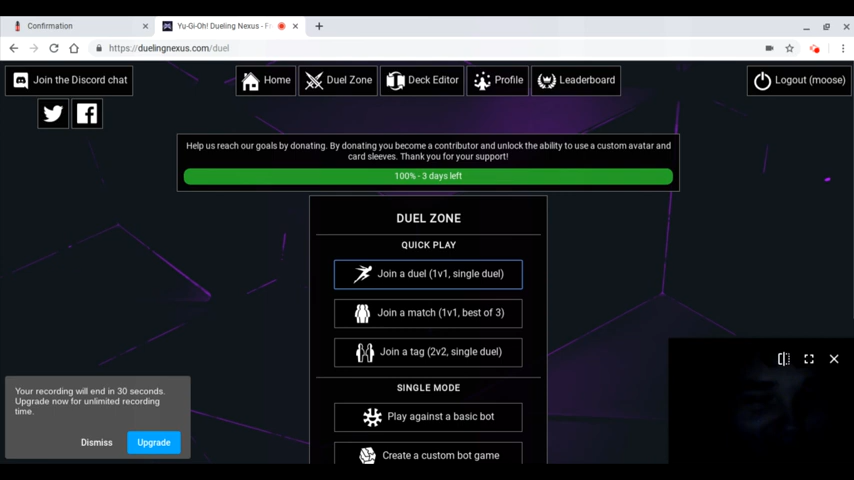 Confirmation
Yu-Gi-Oh! Dueling Nexus - Fr
https://duelingnexus.com/duel
Join the Discord chat
Home
Duel Zone
Deck Editor
Profile
Leaderboard
Logout (moose)
Help us reach our goals by donating. By donating you become a contributor and unlock the ability to use a custom avatar and
card sleeves. Thank you for your support!
100% - 3 days left
DUEL ZONE
QUICK PLAY
Join a duel (1v1, single duel)
Join a match (1v1, best of 3)
Join a tag (2v2, single duel)
SINGLE MODE
Play against a basic bot
Create a custom bot game
Your recording will end in 30 seconds.
Upgrade now for unlimited recording
time.
Dismiss
Upgrade